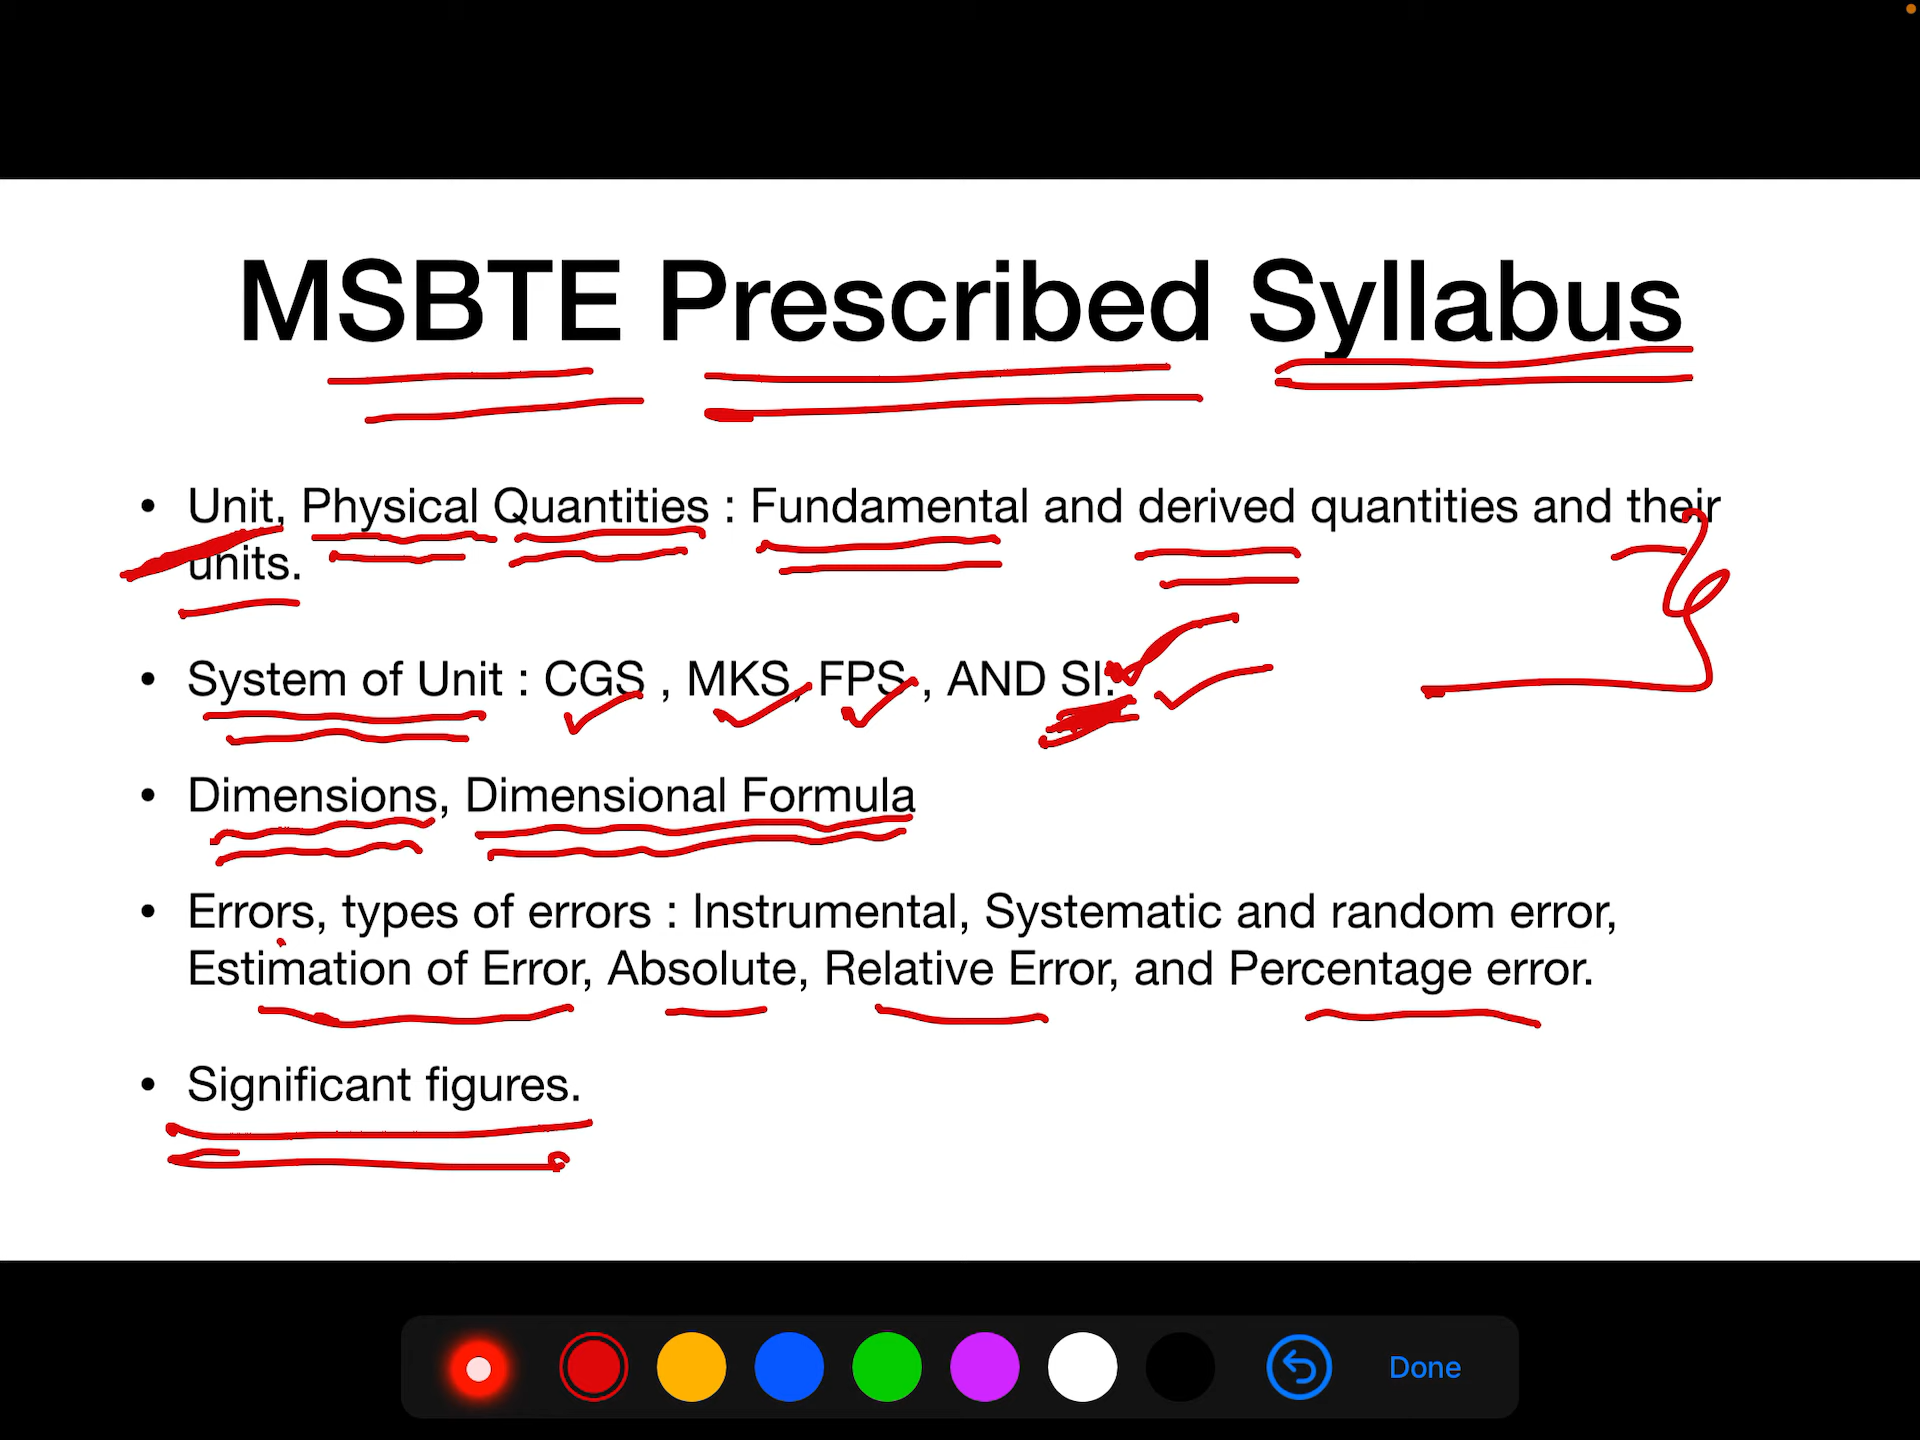 MSBTE Prescribed Syllabus
• Unit, Physical Quantities : Fundamental and derived quantities and their
units.
• System of Unit : CGS , MKS, FPS , AND SI.
• Dimensions, Dimensional Formula
• Errors, types of errors : Instrumental, Systematic and random error,
Estimation of Error, Absolute, Relative Error, and Percentage error.
• Significant figures.
Done